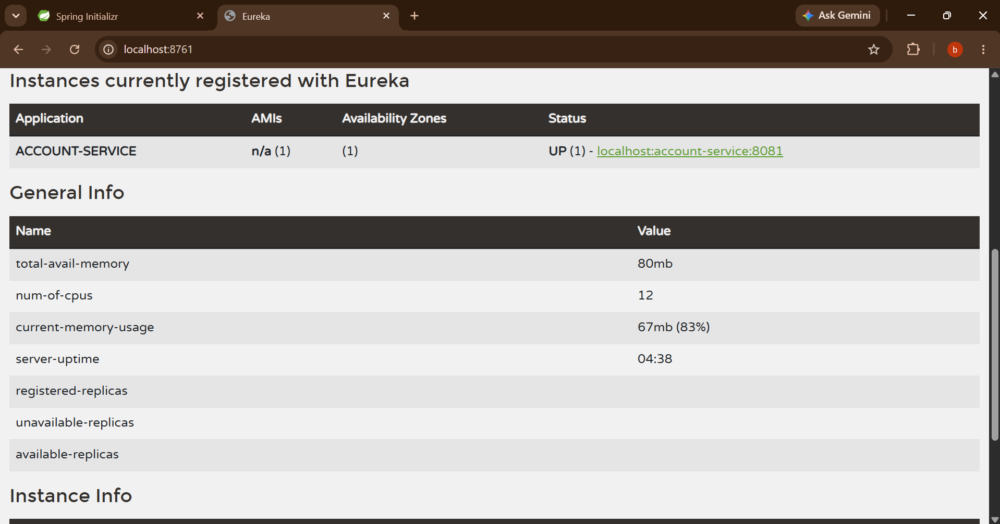 Spring Initializr
Eureka
Ask Gemini
localhost:8761
b
Instances currently registered with Eureka
Application AMIs Availability Zones Status
ACCOUNT-SERVICE n/a (1) (1) UP (1) - localhost:account-service:8081
General Info
Name Value
total-avail-memory 80mb
num-of-cpus 12
current-memory-usage 67mb (83%)
server-uptime 04:38
registered-replicas
unavailable-replicas
available-replicas
Instance Info